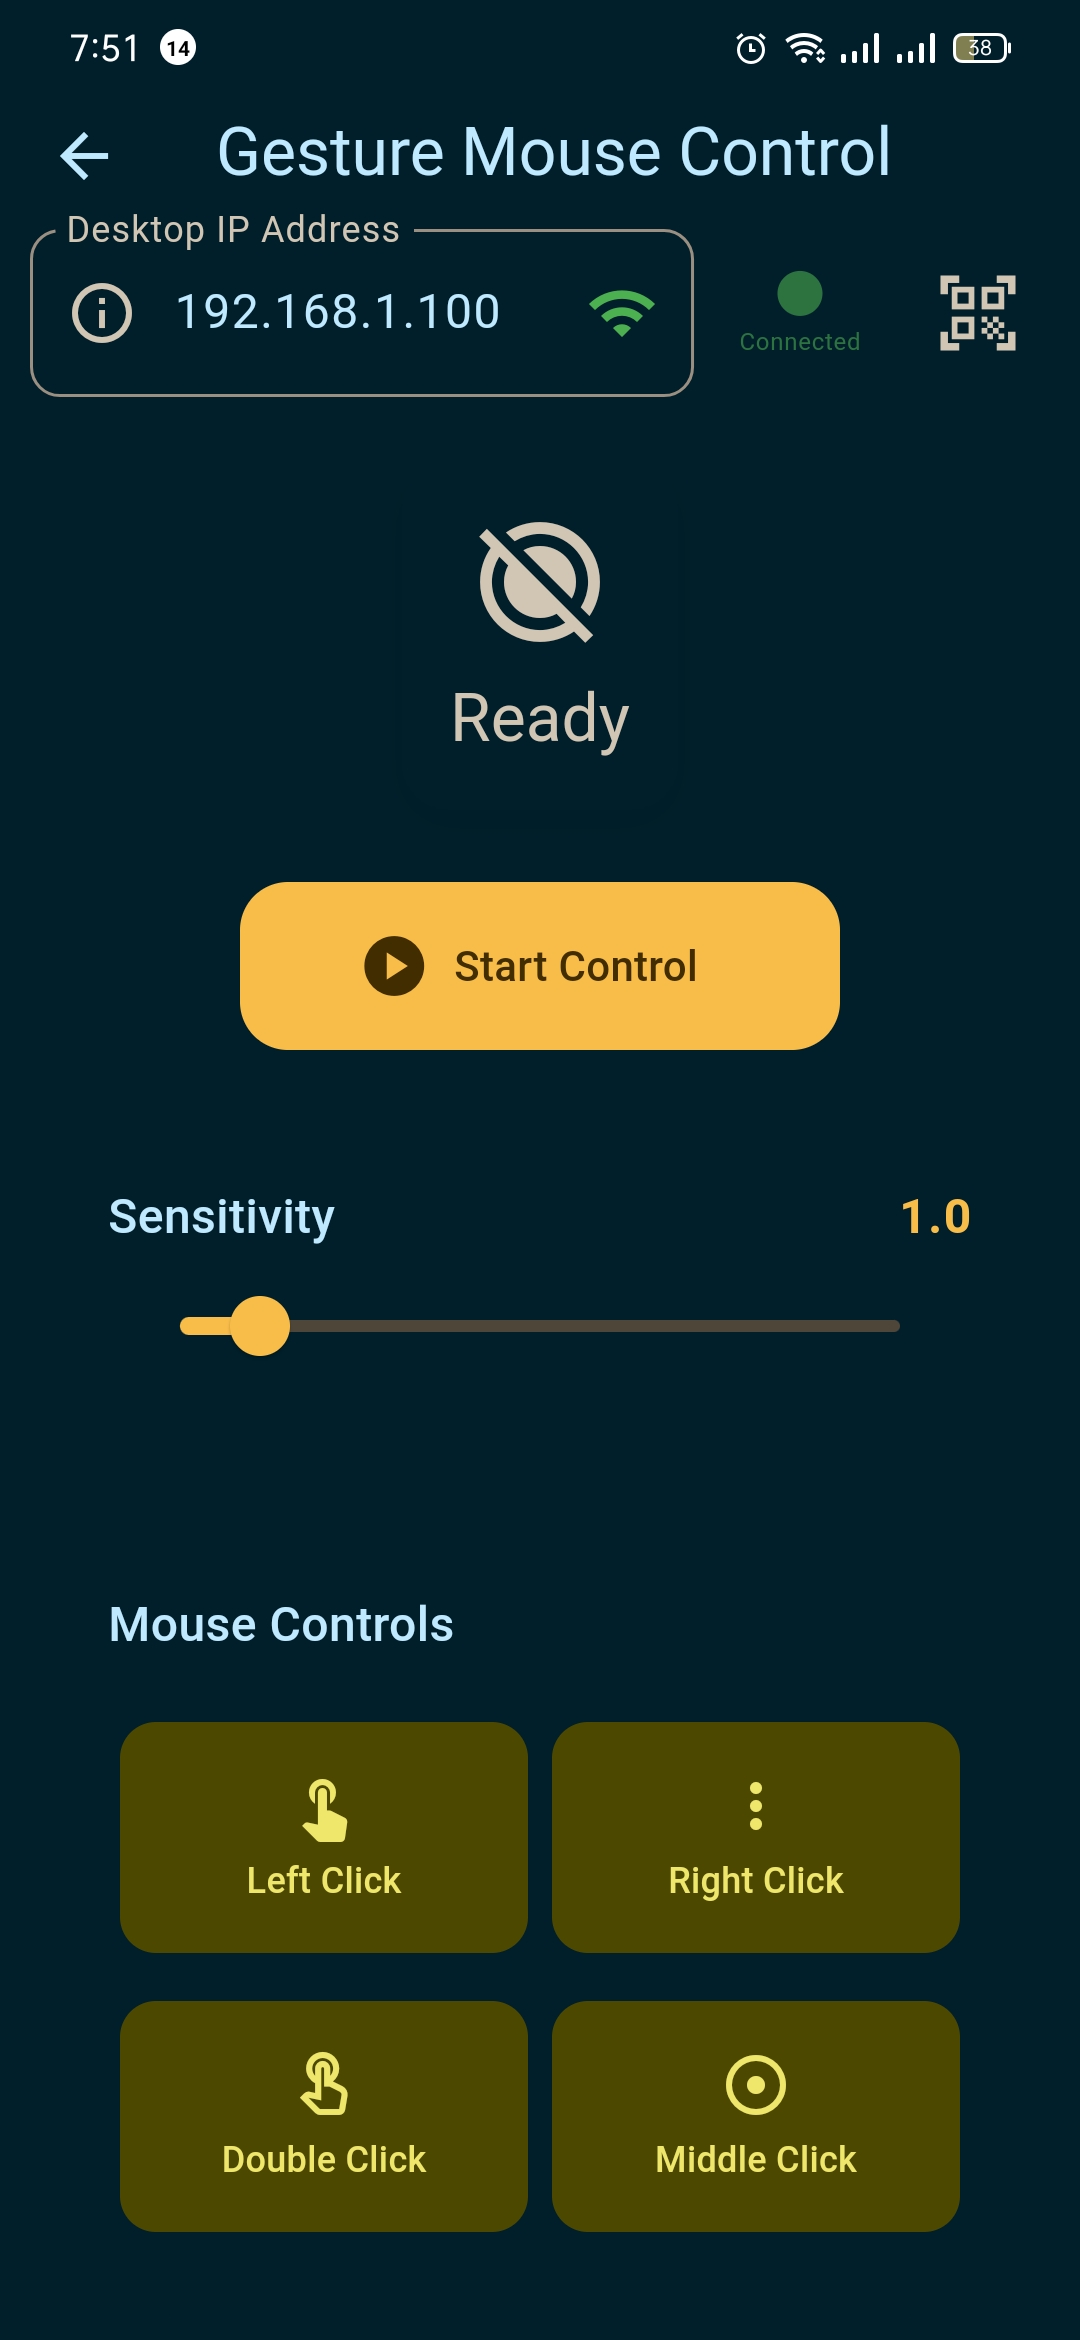 7:51 14 38
Gesture Mouse Control
Desktop IP Address
192.168.1.100
Connected
Ready
Start Control
Sensitivity 1.0
Mouse Controls
Left Click Right Click
Double Click Middle Click